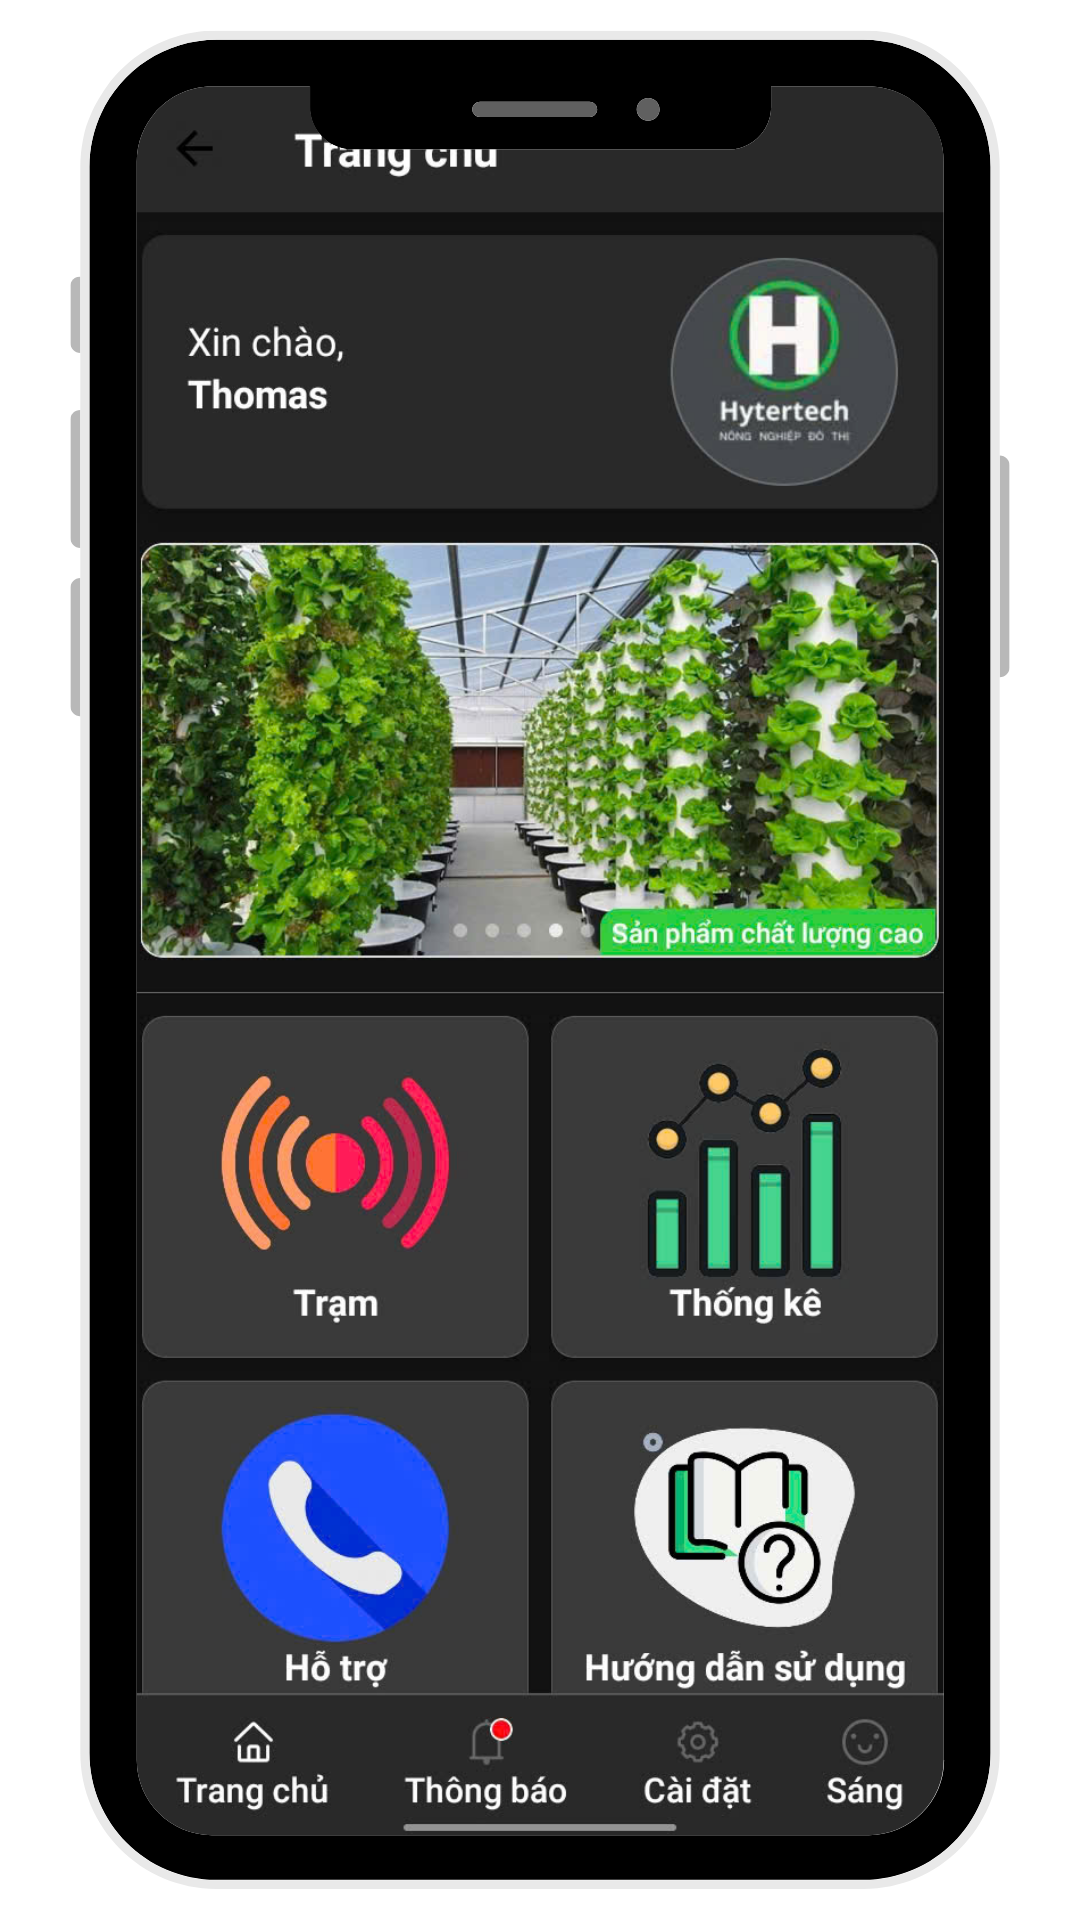 Trang chủ
Xin chào,
Thomas
H
Hytertech
NÔNG NGHIỆP ĐÔ THỊ
Sản phẩm chất lượng cao
Trạm
Thống kê
?
Hỗ trợ
Hướng dẫn sử dụng
Trang chủ
Thông báo
Cài đặt
Sáng